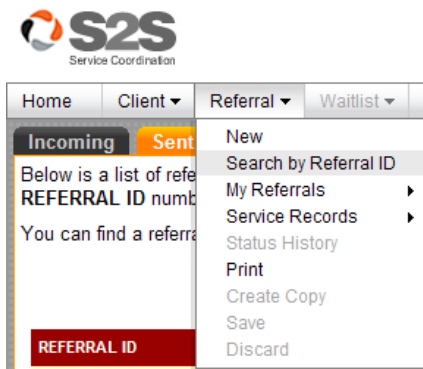 S2S
Service Coordination
Home Client Referral Waitlist
Incoming Sent
New
Search by Referral ID
My Referrals
Service Records
Status History
Print
Create Copy
Save
Discard
Below is a list of refe
REFERRAL ID numb
You can find a referra
REFERRAL ID